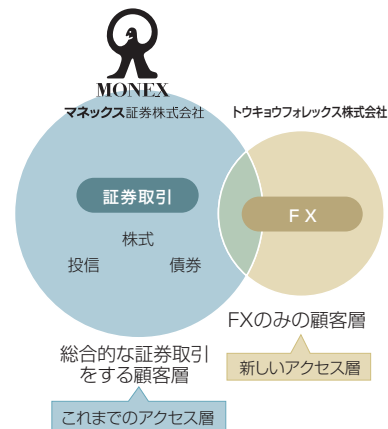 MONEX
マネックス証券株式会社
トウキョウフォレックス株式会社
証券取引
株式
投信
債券
FX
FXのみの顧客層
新しいアクセス層
総合的な証券取引
をする顧客層
これまでのアクセス層